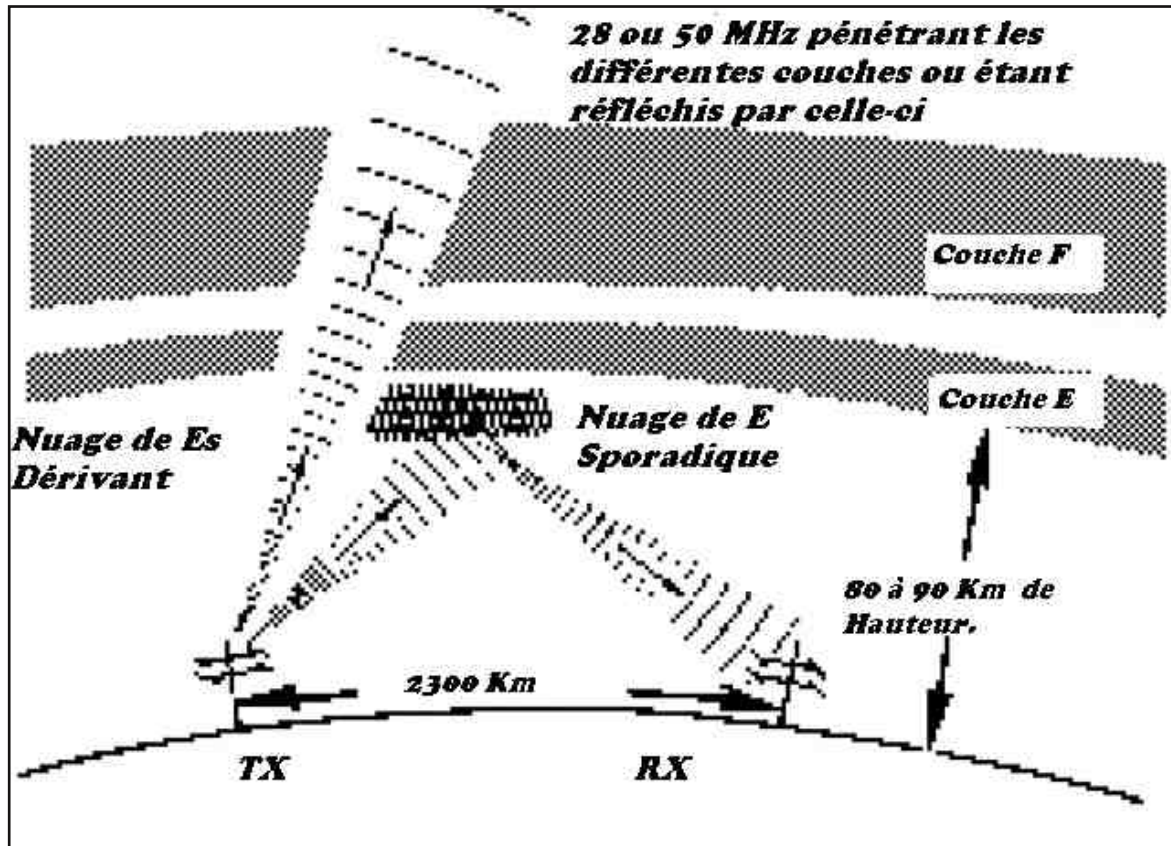 28 ou 50 MHz pénétrant les
différentes couches ou étant
réfléchis par celle-ci
Couche F
Couche E
Nuage de Es
Dérivant
Nuage de E
Sporadique
80 à 90 Km de
Hauteur.
2300 Km
TX
RX